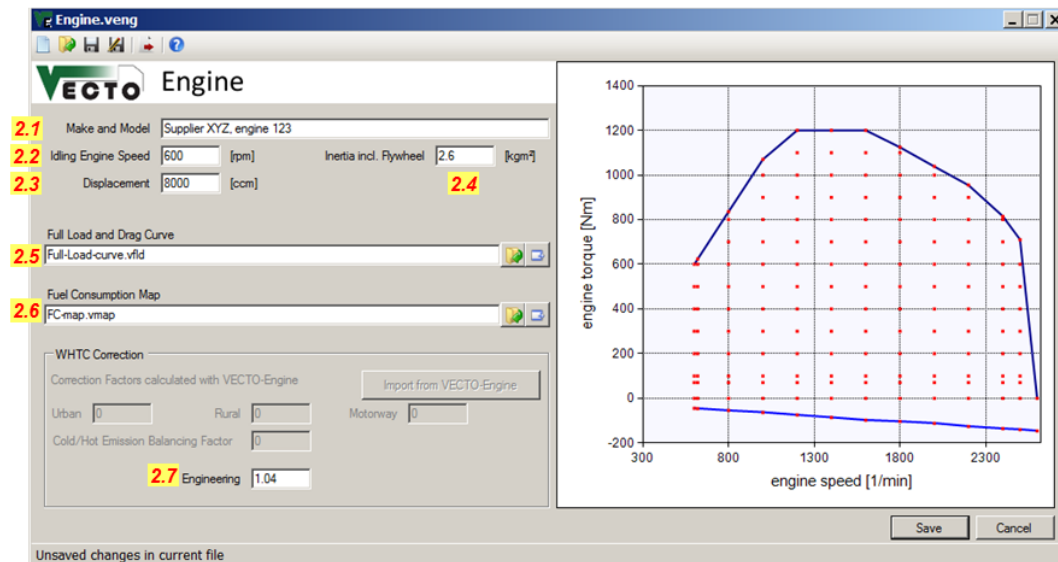 Engine.veng
VECTO Engine
2.1 Make and Model Supplier XYZ, engine 123
2.2 Idling Engine Speed 600 [rpm] Inertia incl. Flywheel 2.6 [kgm²]
2.3 Displacement 8000 [ccm] 2.4
Full Load and Drag Curve
2.5 Full-Load-curve.vfld
Fuel Consumption Map
2.6 FC-map.vmap
WHTC Correction
Correction Factors calculated with VECTO-Engine Import from VECTO-Engine
Urban 0 Rural 0 Motorway 0
Cold/Hot Emission Balancing Factor 0
2.7 Engineering 1.04
engine torque [Nm]
1400
1200
1000
800
600
400
200
0
-200
300 800 1300 1800 2300
engine speed [1/min]
Save Cancel
Unsaved changes in current file